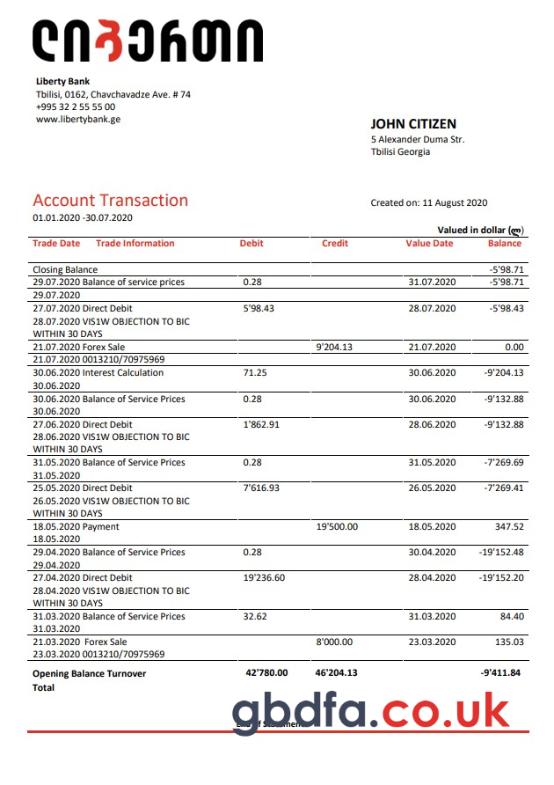 ლიბერთი
Liberty Bank
Tbilisi, 0162, Chavchavadze Ave. # 74
+995 32 2 55 55 00
www.libertybank.ge
JOHN CITIZEN
5 Alexander Duma Str.
Tbilisi Georgia
Account Transaction
Created on: 11 August 2020
01.01.2020 -30.07.2020
Valued in dollar (ლ)
Trade Date Trade Information Debit Credit Value Date Balance
Closing Balance -5'98.71
29.07.2020 Balance of service prices 0.28 31.07.2020 -5'98.71
29.07.2020
27.07.2020 Direct Debit 5'98.43 28.07.2020 -5'98.43
28.07.2020 VIS1W OBJECTION TO BIC
WITHIN 30 DAYS
21.07.2020 Forex Sale 9'204.13 21.07.2020 0.00
21.07.2020 0013210/70975969
30.06.2020 Interest Calculation 71.25 30.06.2020 -9'204.13
30.06.2020
30.06.2020 Balance of Service Prices 0.28 30.06.2020 -9'132.88
30.06.2020
27.06.2020 Direct Debit 1'862.91 28.06.2020 -9'132.88
28.06.2020 VIS1W OBJECTION TO BIC
WITHIN 30 DAYS
31.05.2020 Balance of Service Prices 0.28 31.05.2020 -7'269.69
31.05.2020
25.05.2020 Direct Debit 7'616.93 26.05.2020 -7'269.41
26.05.2020 VIS1W OBJECTION TO BIC
WITHIN 30 DAYS
18.05.2020 Payment 19'500.00 18.05.2020 347.52
18.05.2020
29.04.2020 Balance of Service Prices 0.28 30.04.2020 -19'152.48
29.04.2020
27.04.2020 Direct Debit 19'236.60 28.04.2020 -19'152.20
28.04.2020 VIS1W OBJECTION TO BIC
WITHIN 30 DAYS
31.03.2020 Balance of Service Prices 32.62 31.03.2020 84.40
31.03.2020
21.03.2020 Forex Sale 8'000.00 23.03.2020 135.03
23.03.2020 0013210/70975969
Opening Balance Turnover 42'780.00 46'204.13 -9'411.84
Total
gbdfa.co.uk